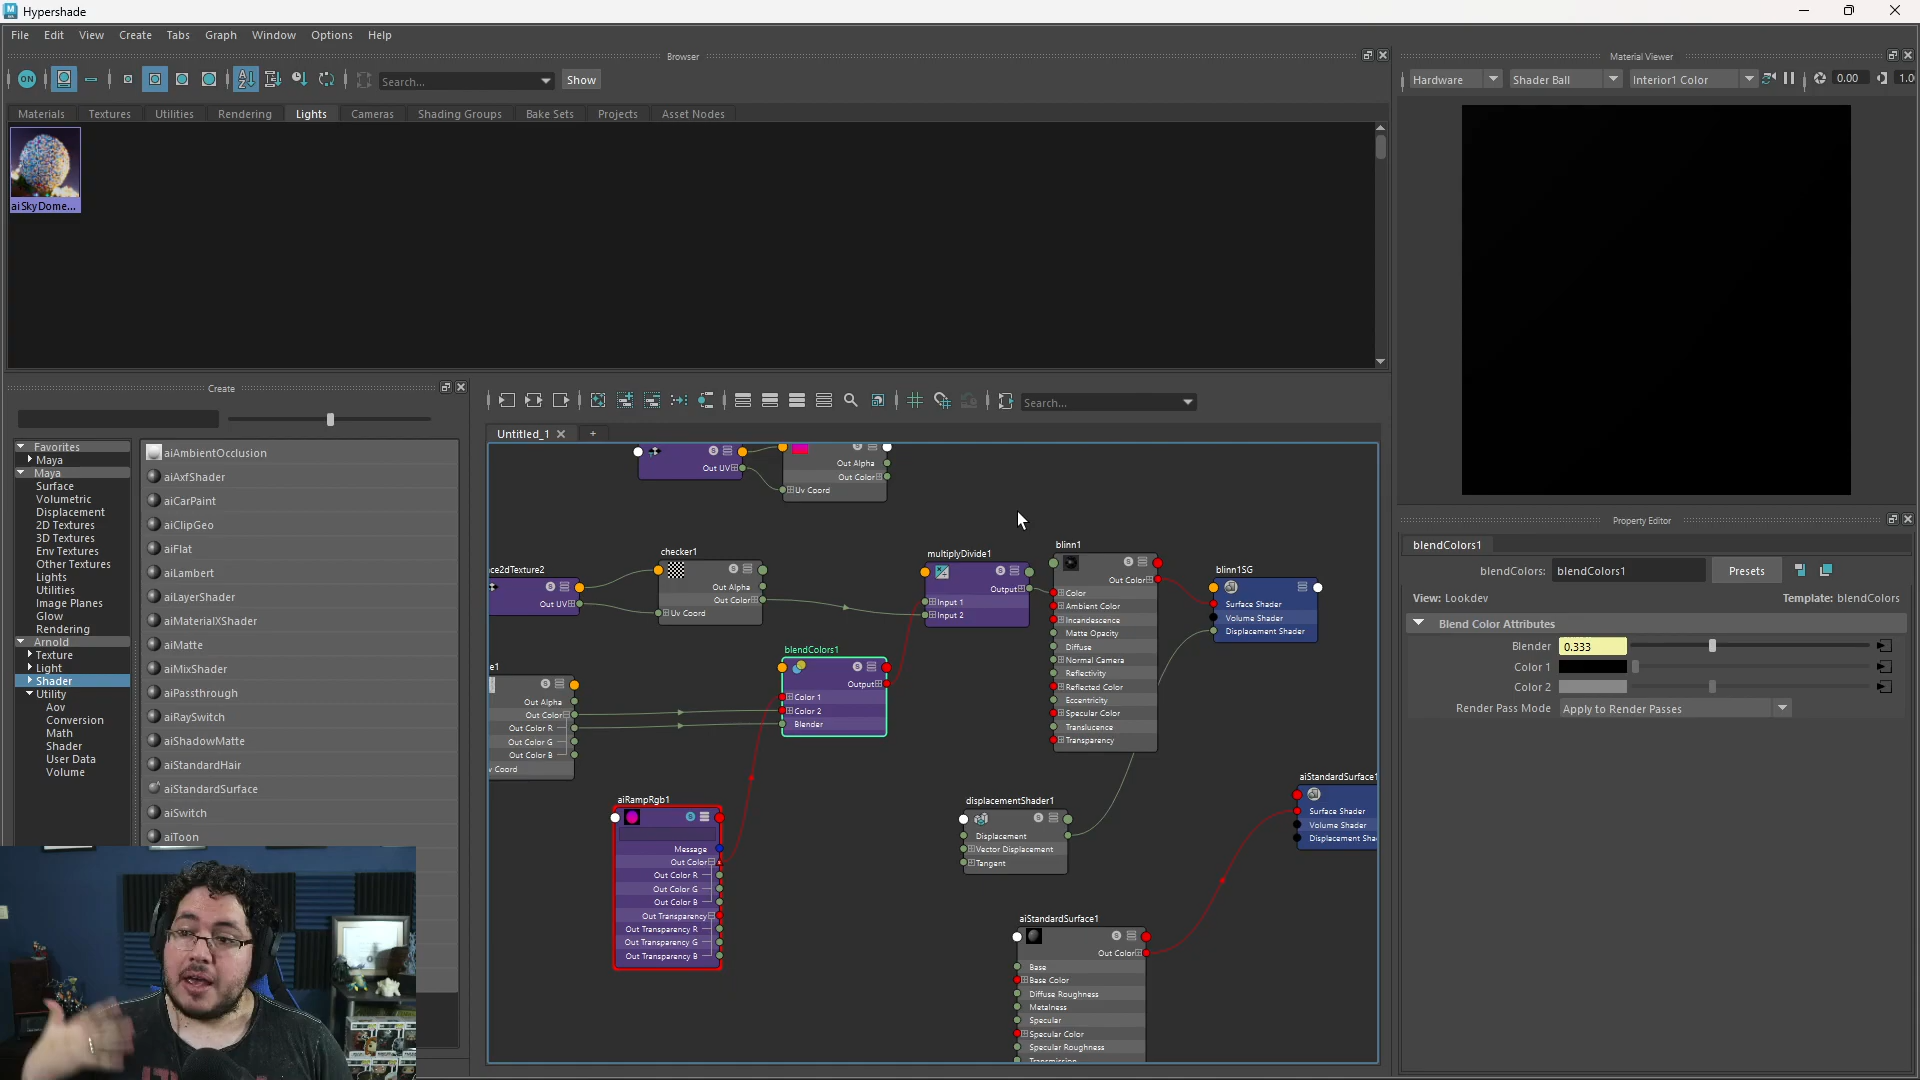 Hypershade
File Edit View Create Tabs Graph Window Options Help
Browser
ON Search... Show
Materials Textures Utilities Rendering Lights Cameras Shading Groups Bake Sets Projects Asset Nodes
aiSkyDome...
Material Viewer
Hardware Shader Ball Interior1 Color 0.00 1.0
Create
Favorites
Maya
Maya
Surface
Volumetric
Displacement
2D Textures
3D Textures
Env Textures
Other Textures
Lights
Utilities
Image Planes
Glow
Rendering
Arnold
Texture
Light
Shader
Utility
Aov
Conversion
Math
Shader
User Data
Volume
aiAmbientOcclusion
aiAxfShader
aiCarPaint
aiClipGeo
aiFlat
aiLambert
aiLayerShader
aiMaterialXShader
aiMatte
aiMixShader
aiPassthrough
aiRaySwitch
aiShadowMatte
aiStandardHair
aiStandardSurface
aiSwitch
aiToon
Search...
Untitled_1 +
Out UV
Out Alpha
Out Color
Uv Coord
ce2dTexture2
Out UV
checker1
Out Alpha
Out Color
Uv Coord
multiplyDivide1
Output
Input 1
Input 2
blinn1
Out Color
Color
Ambient Color
Incandescence
Matte Opacity
Diffuse
Normal Camera
Reflectivity
Reflected Color
Eccentricity
Specular Color
Translucence
Transparency
blinn1SG
Surface Shader
Volume Shader
Displacement Shader
e1
Out Alpha
Out Color
Out Color R
Out Color G
Out Color B
v Coord
blendColors1
Output
Color 1
Color 2
Blender
aiRampRgb1
Message
Out Color
Out Color R
Out Color G
Out Color B
Out Transparency
Out Transparency R
Out Transparency G
Out Transparency B
displacementShader1
Displacement
Vector Displacement
Tangent
aiStandardSurface1
Surface Shader
Volume Shader
Displacement Sha
aiStandardSurface1
Out Color
Base
Base Color
Diffuse Roughness
Metalness
Specular
Specular Color
Specular Roughness
Transmission
Property Editor
blendColors1
blendColors: blendColors1 Presets
View: Lookdev Template: blendColors
Blend Color Attributes
Blender 0.333
Color 1
Color 2
Render Pass Mode Apply to Render Passes